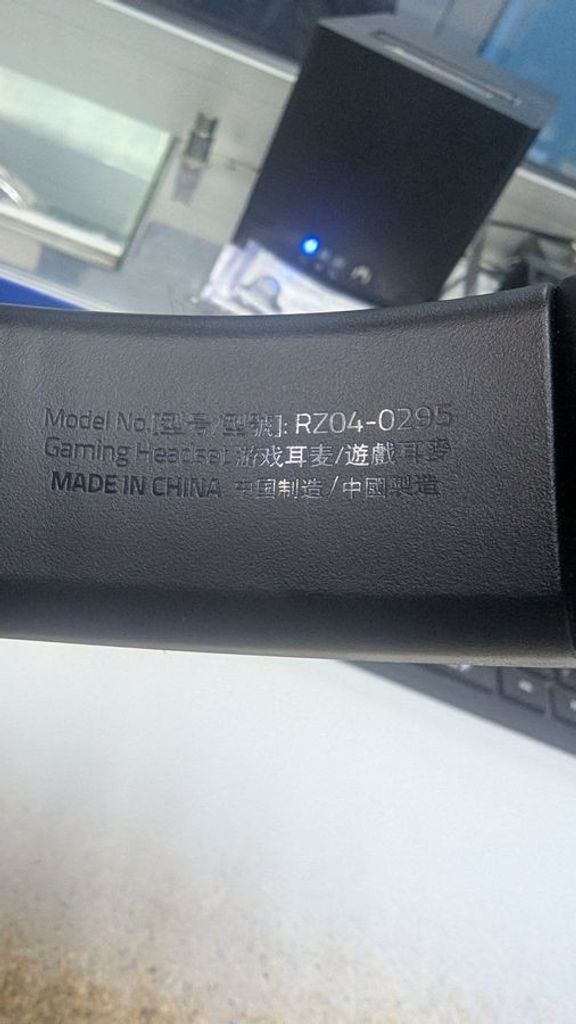 Model No.[型号/型號]: RZ04-0295
Gaming Headset 游戏耳麦/遊戲耳麥
MADE IN CHINA 中国制造/中國製造